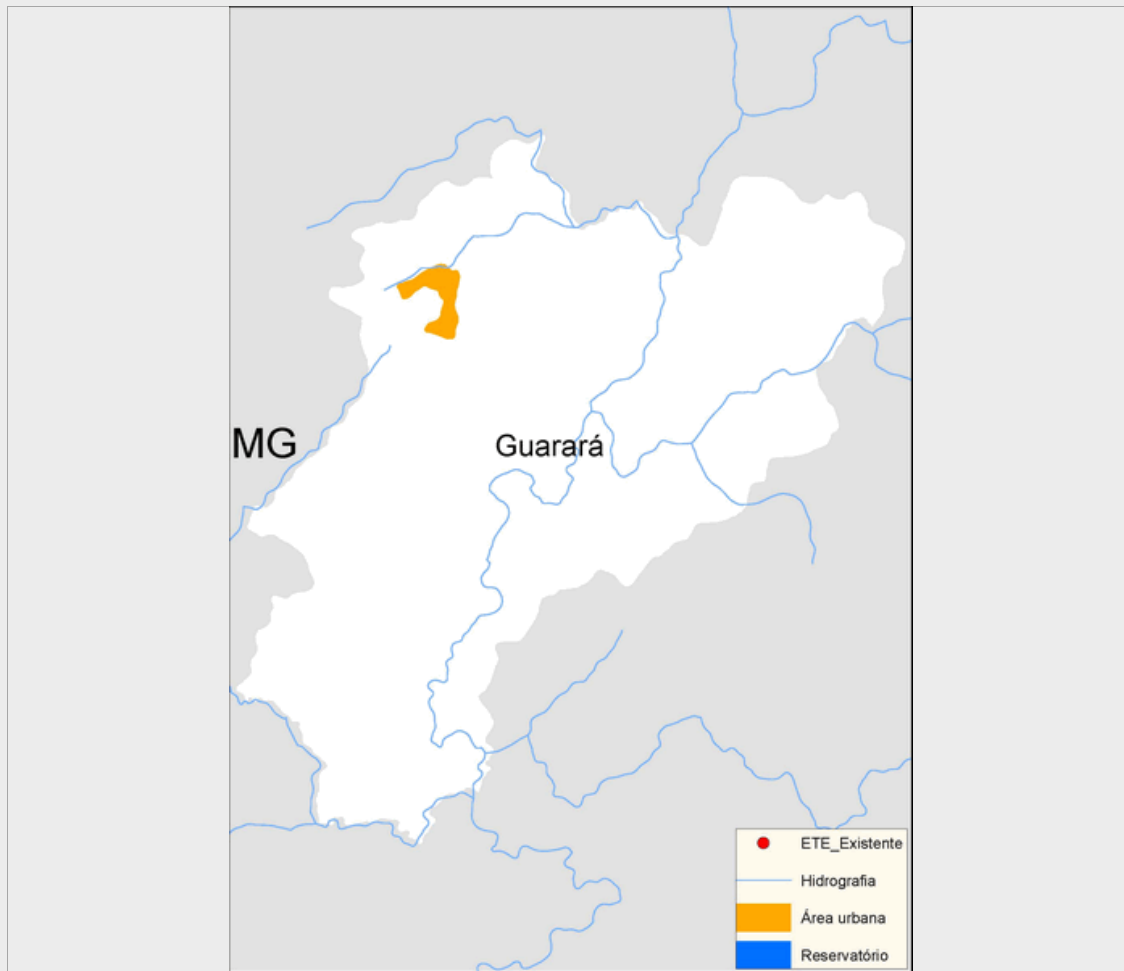 MG
Guarará
ETE_Existente
Hidrografia
Área urbana
Reservatório